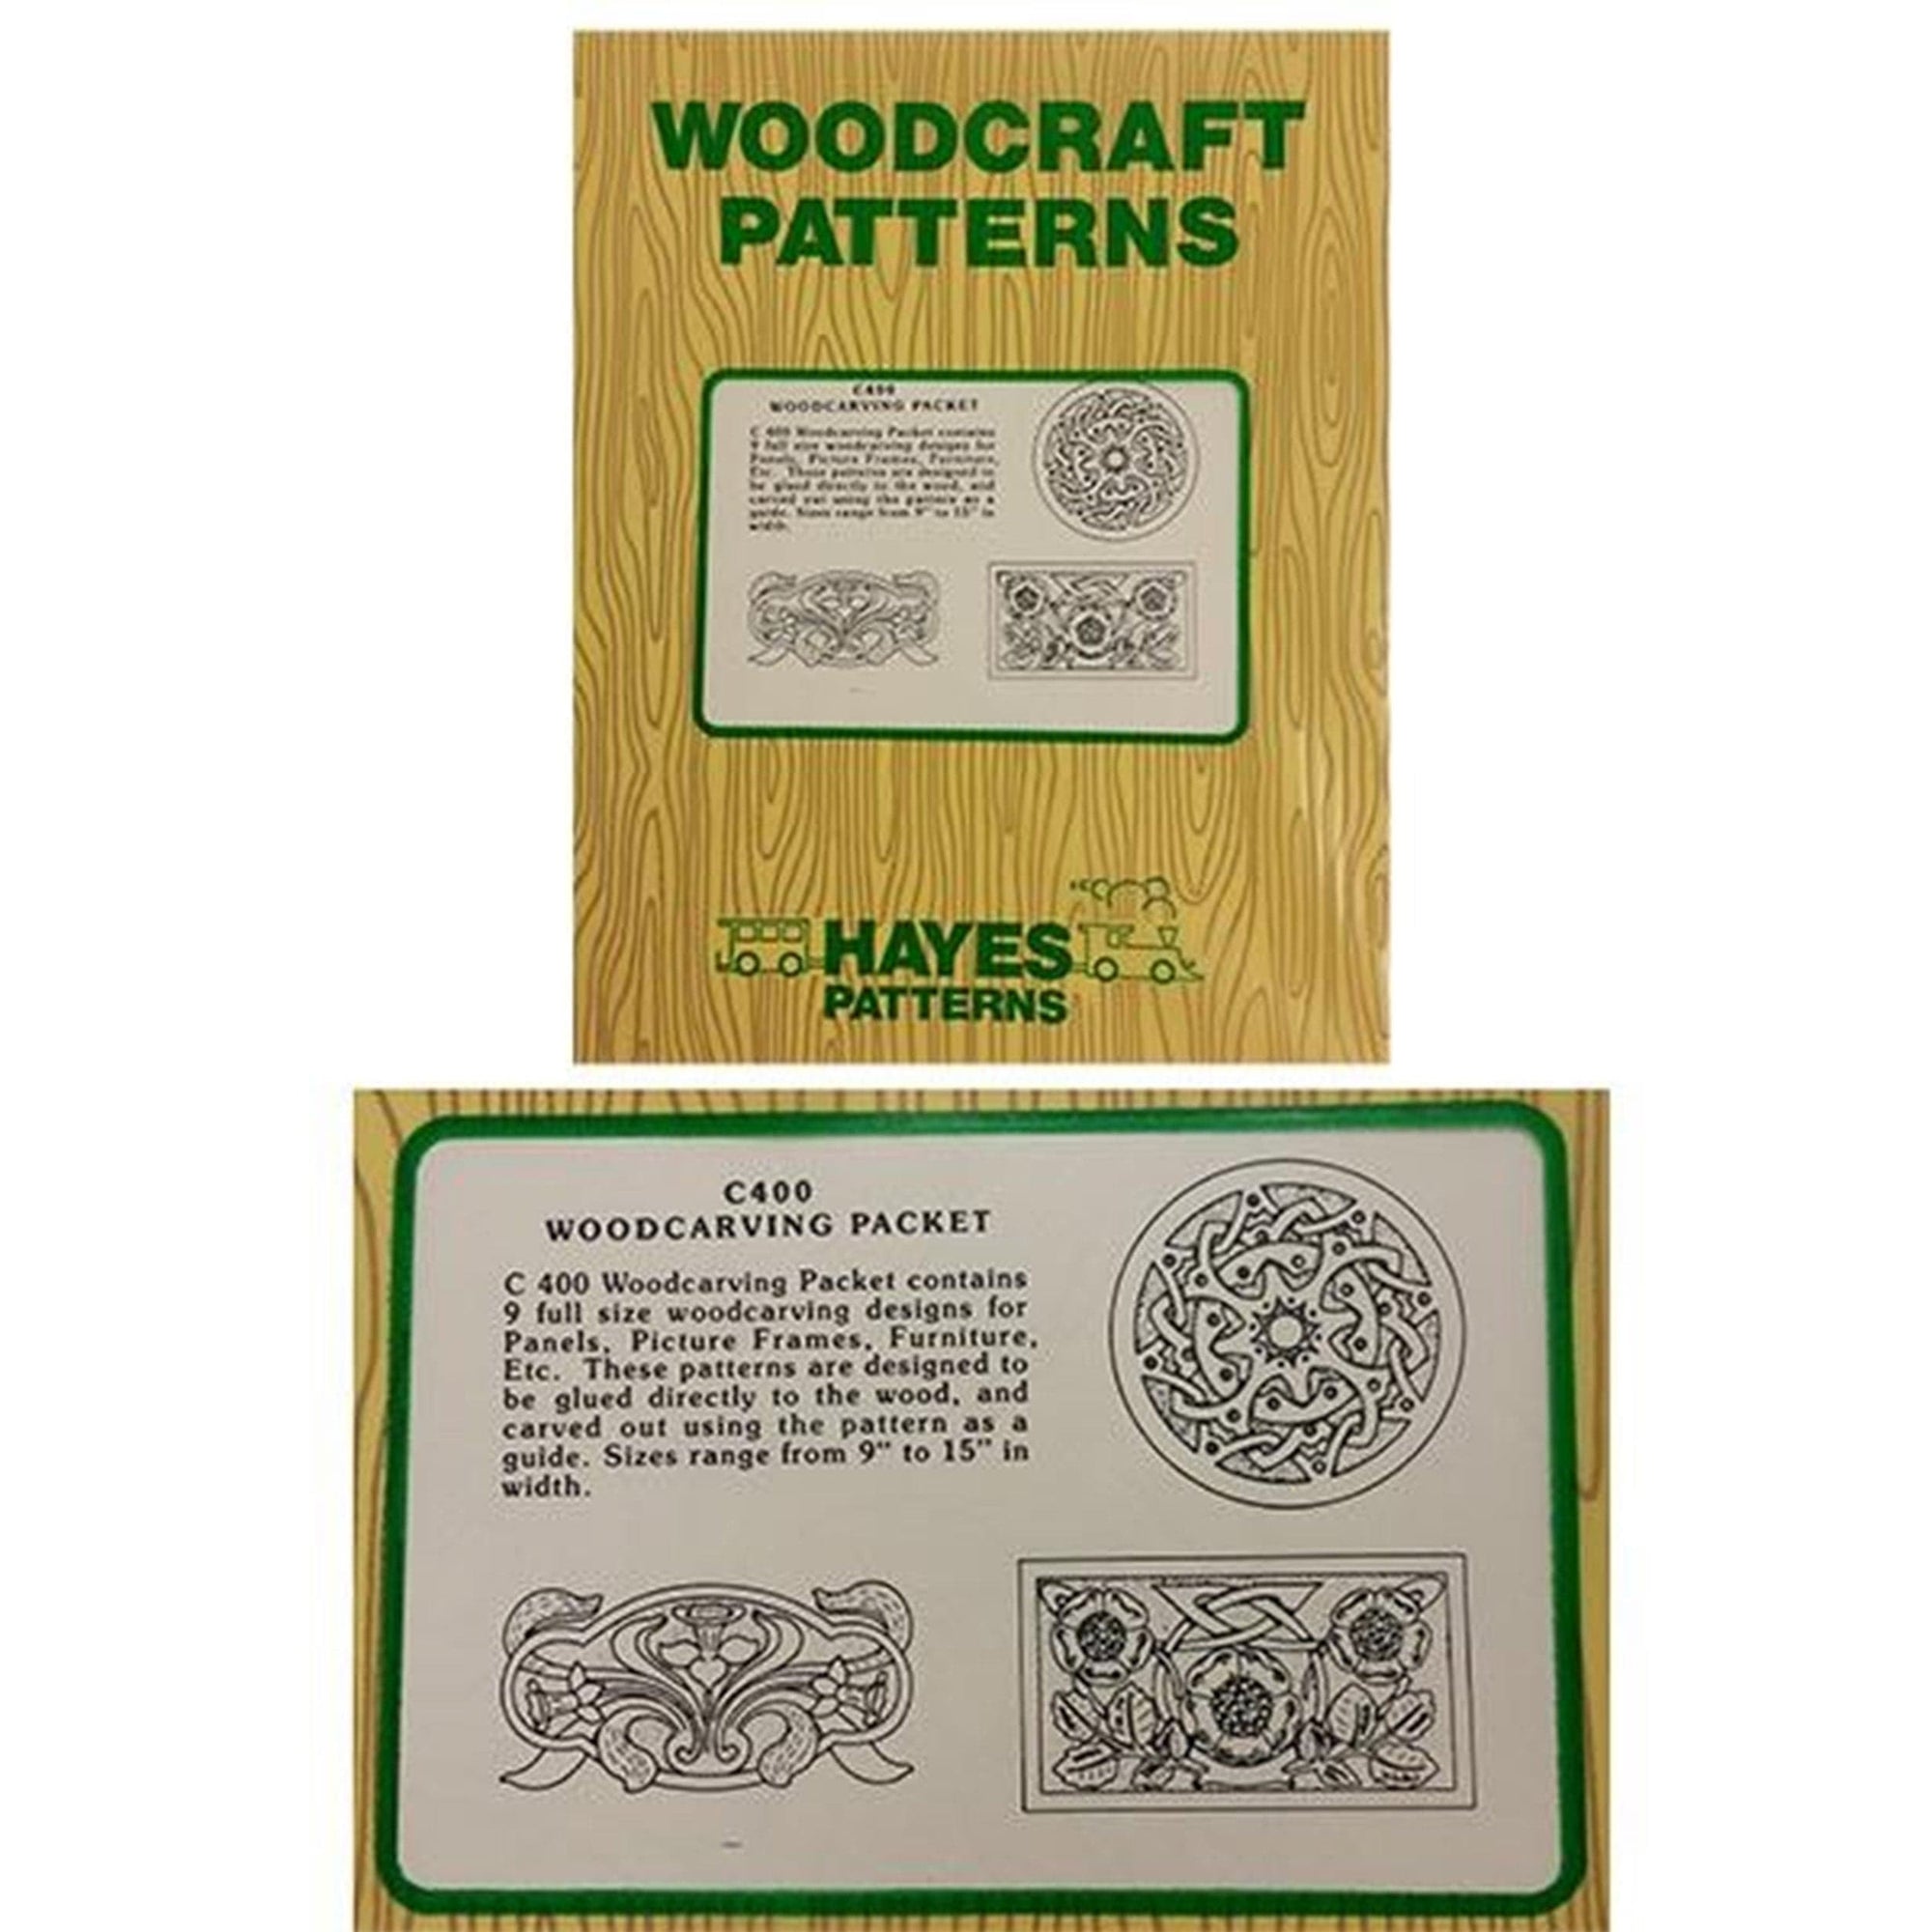 WOODCRAFT
PATTERNS
C400
WOODCARVING PACKET
C 400 Woodcarving Packet contains
9 full size woodcarving designs for
Panels, Picture Frames, Furniture,
Etc. These patterns are designed to
be glued directly to the wood, and
carved out using the pattern as a
guide. Sizes range from 9" to 15" in
width.
HAYES
PATTERNS
C400
WOODCARVING PACKET
C 400 Woodcarving Packet contains
9 full size woodcarving designs for
Panels, Picture Frames, Furniture,
Etc. These patterns are designed to
be glued directly to the wood, and
carved out using the pattern as a
guide. Sizes range from 9" to 15" in
width.